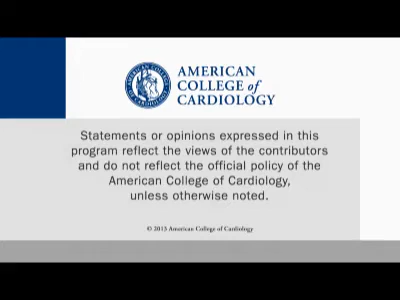 AMERICAN
COLLEGE of
CARDIOLOGY
Statements or opinions expressed in this
program reflect the views of the contributors
and do not reflect the official policy of the
American College of Cardiology,
unless otherwise noted.
© 2013 American College of Cardiology